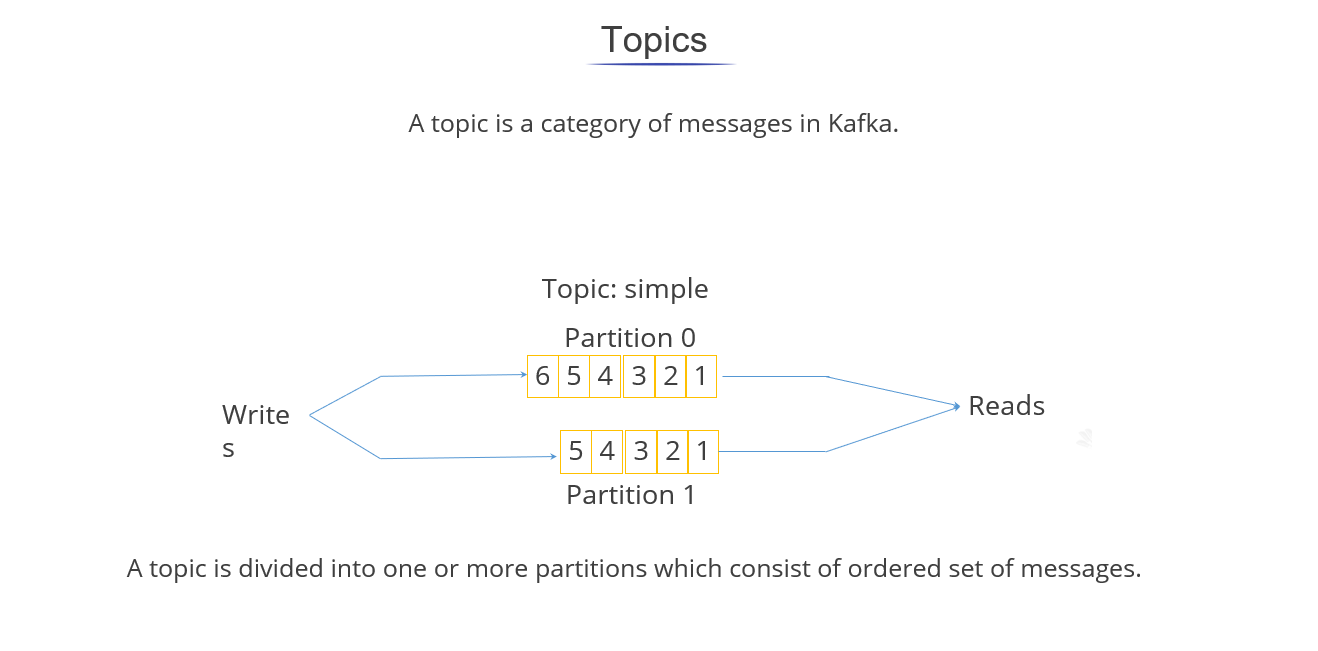 Topics
A topic is a category of messages in Kafka.
Topic: simple
Partition 0
6 5 4 3 2 1
Write
s
Reads
5 4 3 2 1
Partition 1
A topic is divided into one or more partitions which consist of ordered set of messages.